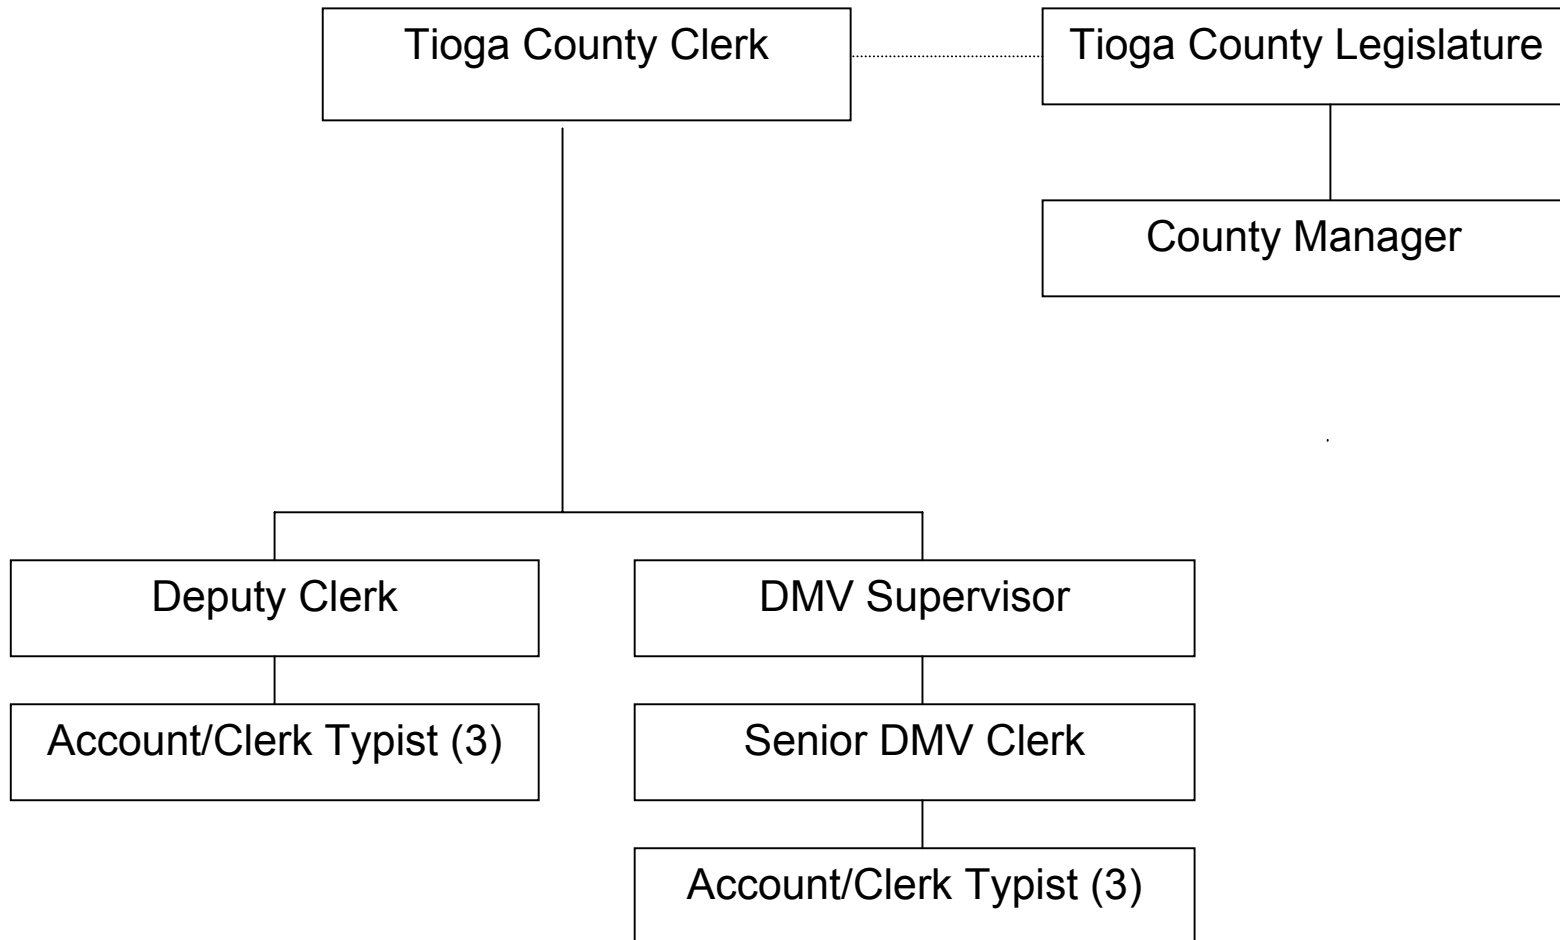 Tioga County Clerk
Tioga County Legislature
County Manager
Deputy Clerk
DMV Supervisor
Account/Clerk Typist (3)
Senior DMV Clerk
Account/Clerk Typist (3)